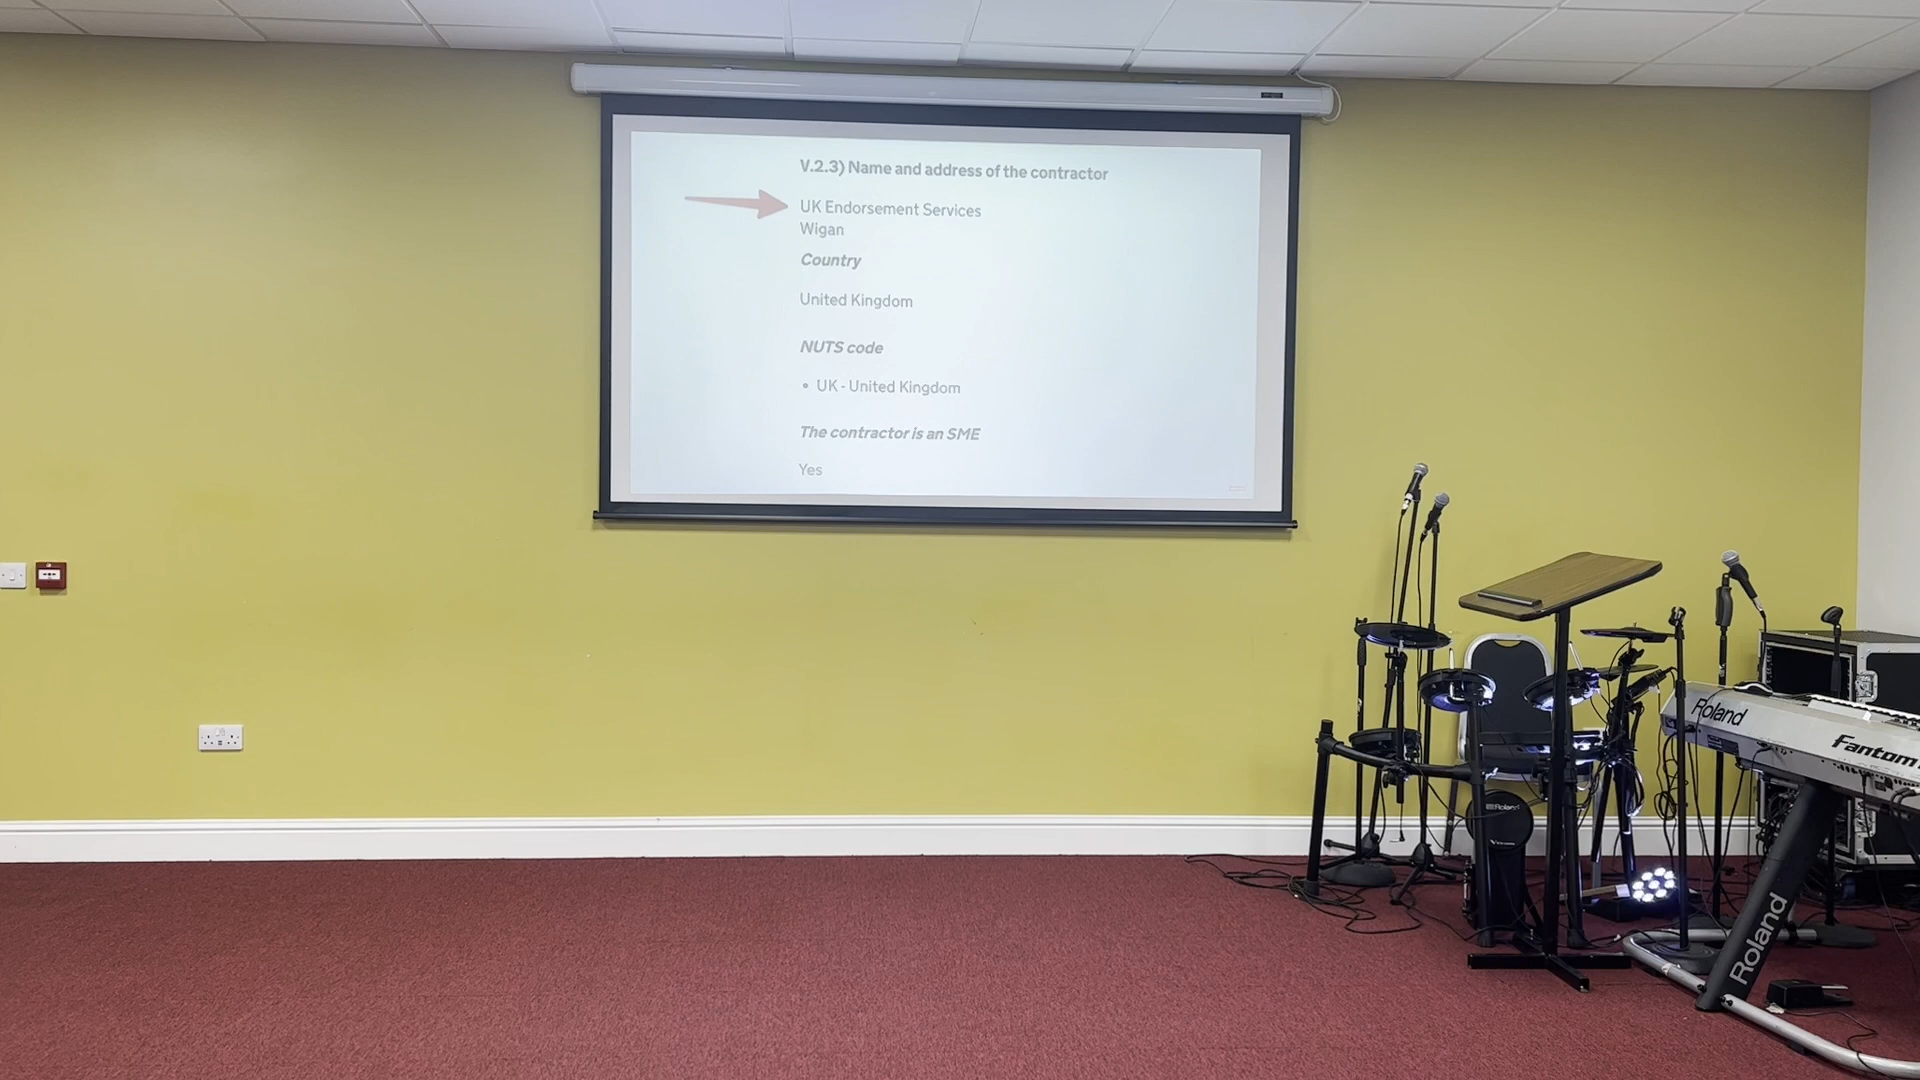 V.2.3) Name and address of the contractor
UK Endorsement Services
Wigan
Country
United Kingdom
NUTS code
• UK - United Kingdom
The contractor is an SME
Yes
Roland
Fantom
Roland
Roland